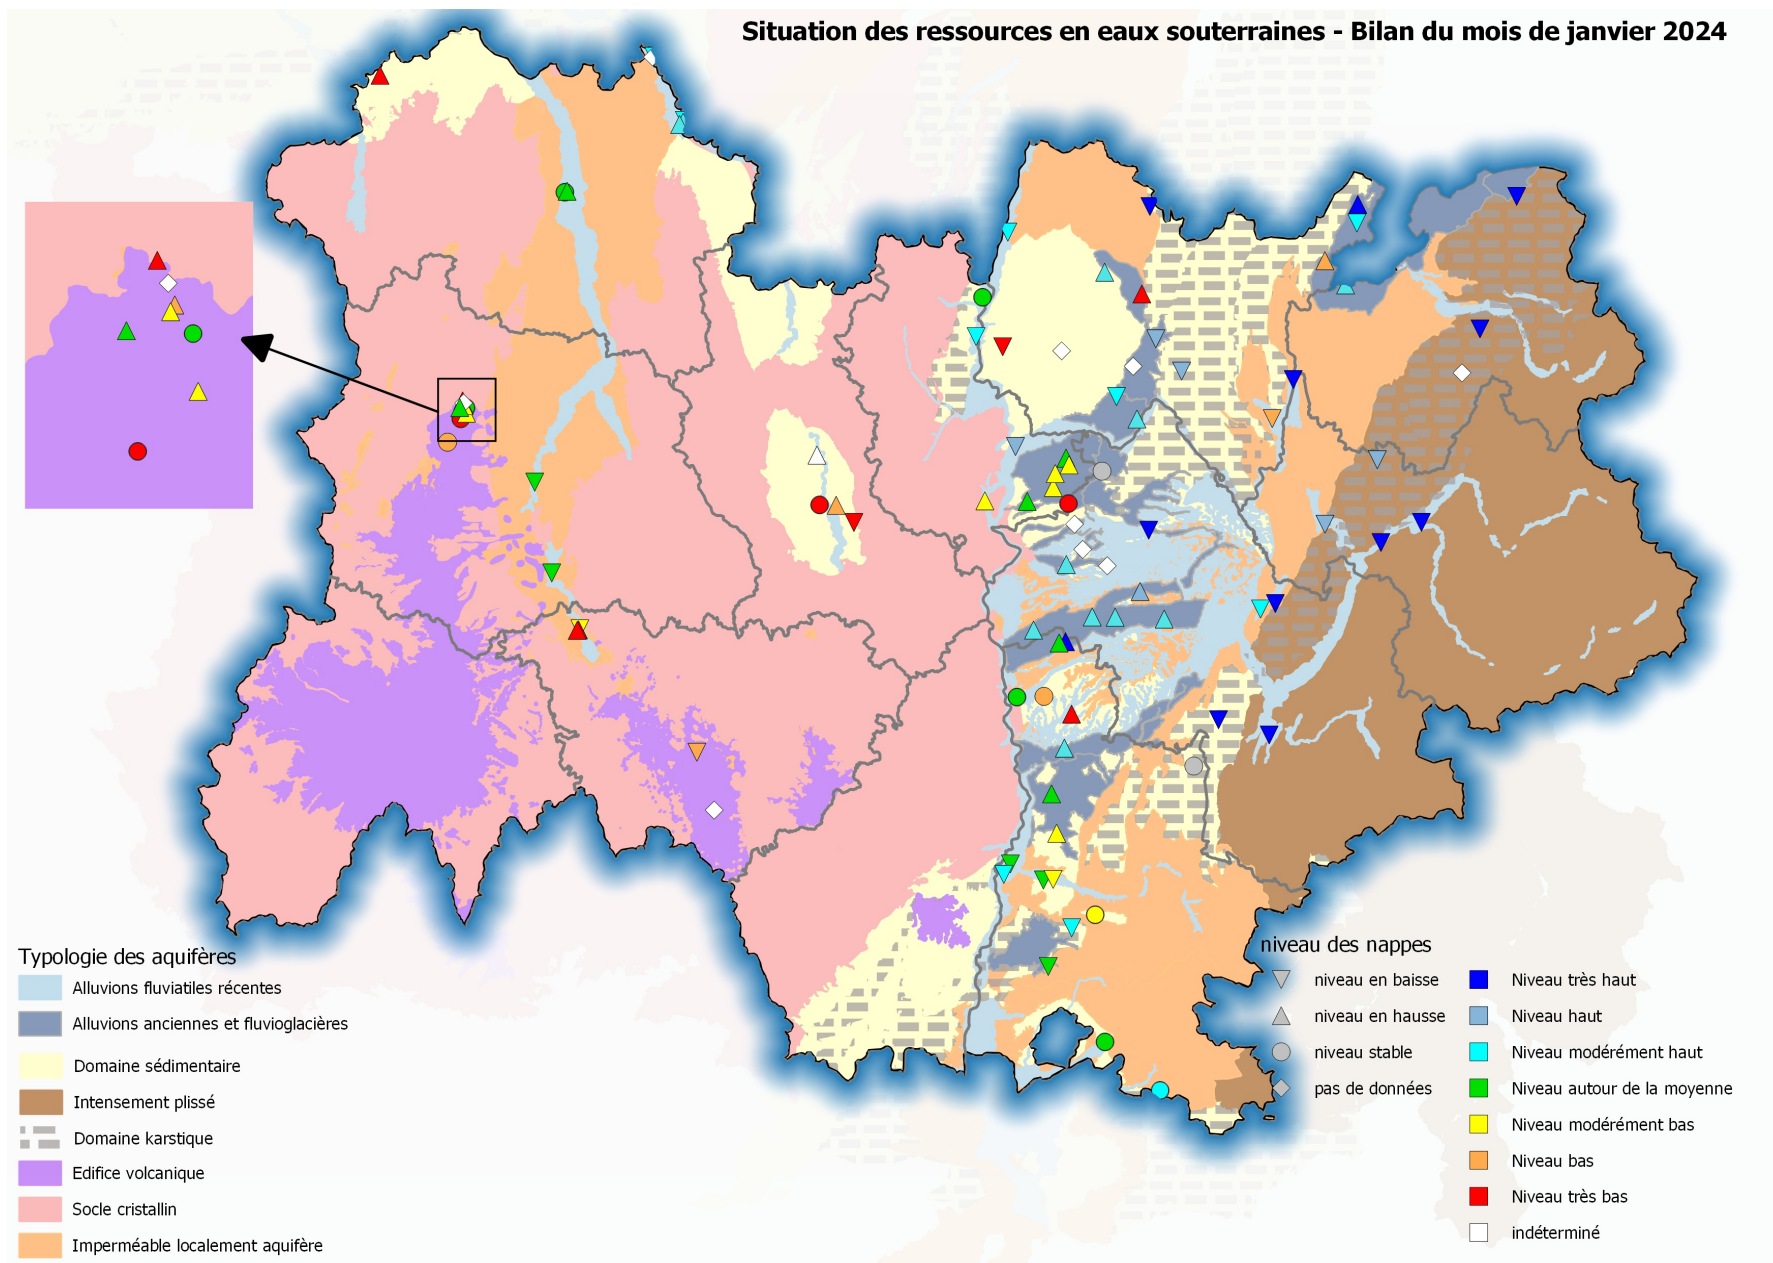 Situation des ressources en eaux souterraines - Bilan du mois de janvier 2024
Typologie des aquifères
Alluvions fluviatiles récentes
Alluvions anciennes et fluvioglacières
Domaine sédimentaire
Intensement plissé
Domaine karstique
Edifice volcanique
Socle cristallin
Imperméable localement aquifère
niveau des nappes
niveau en baisse
niveau en hausse
niveau stable
pas de données
Niveau très haut
Niveau haut
Niveau modérément haut
Niveau autour de la moyenne
Niveau modérément bas
Niveau bas
Niveau très bas
indéterminé